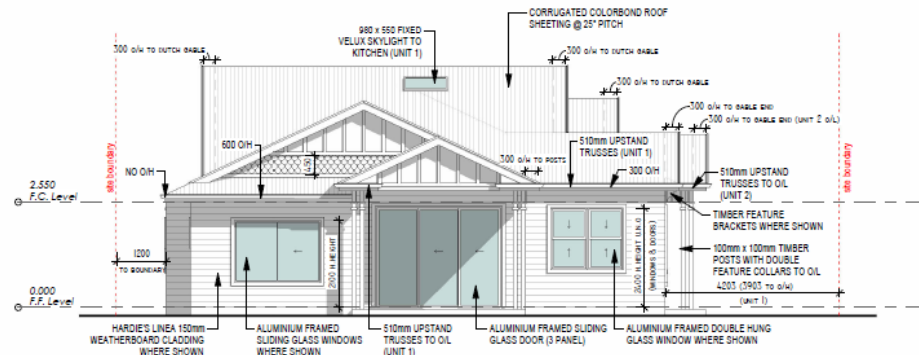 CORRUGATED COLORBOND ROOF
SHEETING @ 25° PITCH
980 x 550 FIXED
VELUX SKYLIGHT TO
KITCHEN (UNIT 1)
300 O/H TO DUTCH GABLE
300 O/H TO DUTCH GABLE
300 O/H TO DUTCH GABLE
300 O/H TO GABLE END
300 O/H TO GABLE END (UNIT 2 O/L)
site boundary
site boundary
600 O/H
450
300 O/H TO POSTS
510mm UPSTAND
TRUSSES (UNIT 1)
300 O/H
NO O/H
510mm UPSTAND
TRUSSES TO O/L
(UNIT 2)
2.550
F.C. Level
TIMBER FEATURE
BRACKETS WHERE SHOWN
2100 H. HEIGHT
2400 H. HEIGHT U.N.O
(WINDOWS & DOORS)
100mm x 100mm TIMBER
POSTS WITH DOUBLE
FEATURE COLLARS TO O/L
1200
TO BOUNDARY
4203 (3903 TO O/H)
(UNIT 1)
0.000
F.F. Level
HARDIE'S LINEA 150mm
WEATHERBOARD CLADDING
WHERE SHOWN
ALUMINIUM FRAMED
SLIDING GLASS WINDOWS
WHERE SHOWN
510mm UPSTAND
TRUSSES TO O/L
(UNIT 1)
ALUMINIUM FRAMED SLIDING
GLASS DOOR (3 PANEL)
ALUMINIUM FRAMED DOUBLE HUNG
GLASS WINDOW WHERE SHOWN